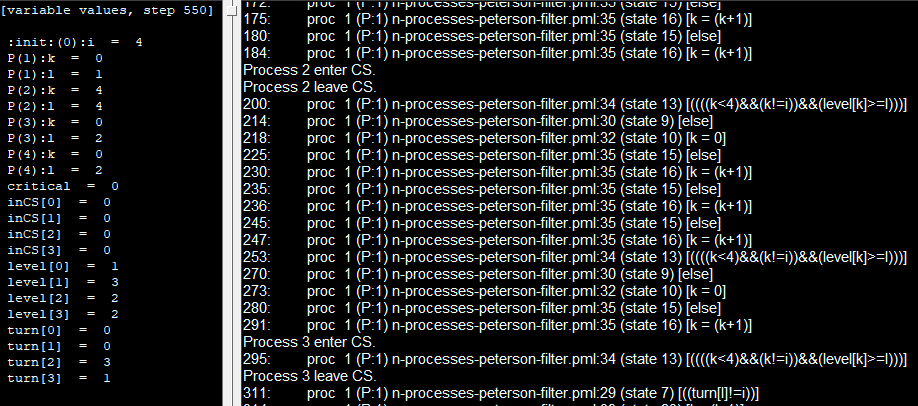 [variable values, step 550]
:init:(0):i = 4
P(1):k = 0
P(1):l = 1
P(2):k = 4
P(2):l = 4
P(3):k = 0
P(3):l = 2
P(4):k = 0
P(4):l = 2
critical = 0
inCS[0] = 0
inCS[1] = 0
inCS[2] = 0
inCS[3] = 0
level[0] = 1
level[1] = 3
level[2] = 2
level[3] = 2
turn[0] = 0
turn[1] = 0
turn[2] = 3
turn[3] = 1
172: proc 1 (P:1) n-processes-peterson-filter.pml:35 (state 15) [else]
175: proc 1 (P:1) n-processes-peterson-filter.pml:35 (state 16) [k = (k+1)]
180: proc 1 (P:1) n-processes-peterson-filter.pml:35 (state 15) [else]
184: proc 1 (P:1) n-processes-peterson-filter.pml:35 (state 16) [k = (k+1)]
Process 2 enter CS.
Process 2 leave CS.
200: proc 1 (P:1) n-processes-peterson-filter.pml:34 (state 13) [((((k<4)&&(k!=i))&&(level[k]>=l)))]
214: proc 1 (P:1) n-processes-peterson-filter.pml:30 (state 9) [else]
218: proc 1 (P:1) n-processes-peterson-filter.pml:32 (state 10) [k = 0]
225: proc 1 (P:1) n-processes-peterson-filter.pml:35 (state 15) [else]
230: proc 1 (P:1) n-processes-peterson-filter.pml:35 (state 16) [k = (k+1)]
235: proc 1 (P:1) n-processes-peterson-filter.pml:35 (state 15) [else]
236: proc 1 (P:1) n-processes-peterson-filter.pml:35 (state 16) [k = (k+1)]
245: proc 1 (P:1) n-processes-peterson-filter.pml:35 (state 15) [else]
247: proc 1 (P:1) n-processes-peterson-filter.pml:35 (state 16) [k = (k+1)]
253: proc 1 (P:1) n-processes-peterson-filter.pml:34 (state 13) [((((k<4)&&(k!=i))&&(level[k]>=l)))]
270: proc 1 (P:1) n-processes-peterson-filter.pml:30 (state 9) [else]
273: proc 1 (P:1) n-processes-peterson-filter.pml:32 (state 10) [k = 0]
280: proc 1 (P:1) n-processes-peterson-filter.pml:35 (state 15) [else]
291: proc 1 (P:1) n-processes-peterson-filter.pml:35 (state 16) [k = (k+1)]
Process 3 enter CS.
295: proc 1 (P:1) n-processes-peterson-filter.pml:34 (state 13) [((((k<4)&&(k!=i))&&(level[k]>=l)))]
Process 3 leave CS.
311: proc 1 (P:1) n-processes-peterson-filter.pml:29 (state 7) [((turn[l]!=i))]